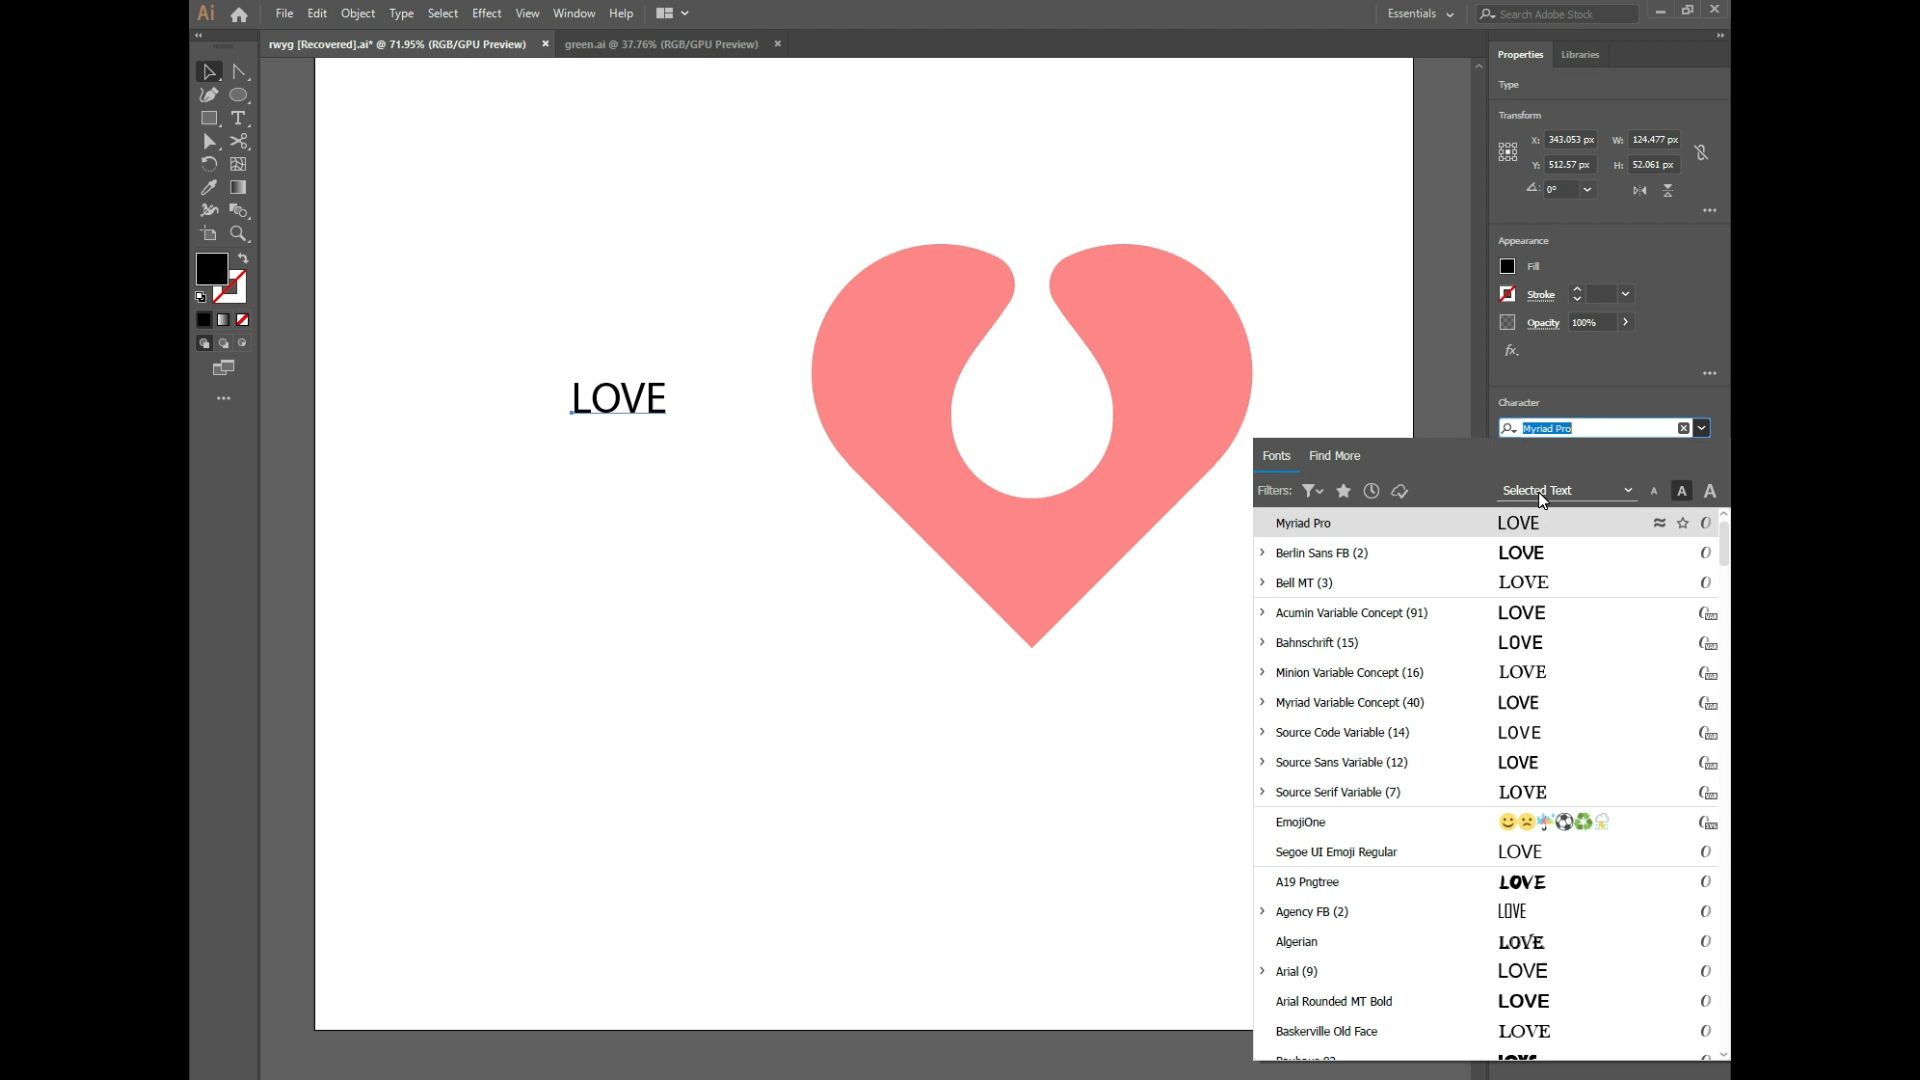 Ai File Edit Object Type Select Effect View Window Help Essentials Search Adobe Stock
rwyg [Recovered].ai* @ 71.95% (RGB/GPU Preview) × green.ai @ 37.76% (RGB/GPU Preview) ×
Properties Libraries
Type
Transform
X: 343.053 px W: 124.477 px
Y: 512.57 px H: 52.061 px
0°
Appearance
Fill
Stroke
Opacity 100%
fx.
Character
Myriad Pro
LOVE
Fonts Find More
Filters: Selected Text A A A
Myriad Pro LOVE
Berlin Sans FB (2) LOVE
Bell MT (3) LOVE
Acumin Variable Concept (91) LOVE
Bahnschrift (15) LOVE
Minion Variable Concept (16) LOVE
Myriad Variable Concept (40) LOVE
Source Code Variable (14) LOVE
Source Sans Variable (12) LOVE
Source Serif Variable (7) LOVE
EmojiOne
Segoe UI Emoji Regular LOVE
A19 Pngtree LOVE
Agency FB (2) LOVE
Algerian LOVE
Arial (9) LOVE
Arial Rounded MT Bold LOVE
Baskerville Old Face LOVE